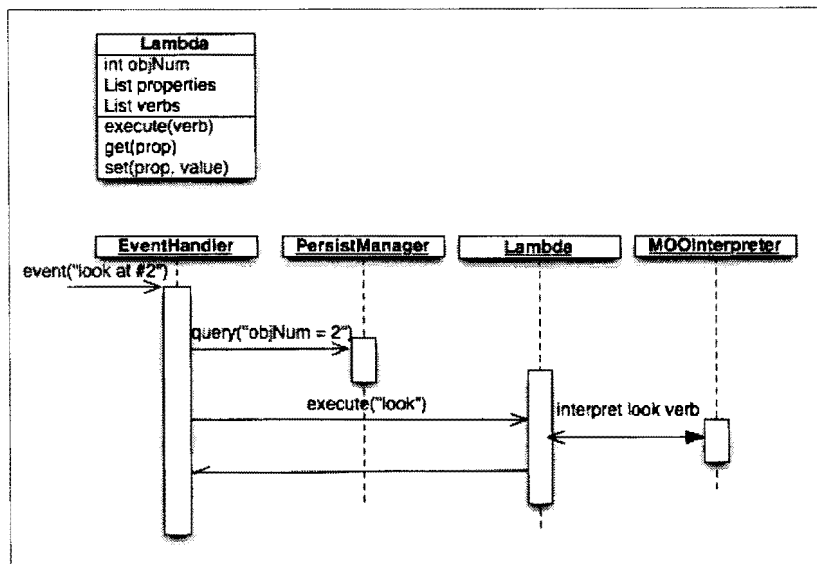 Lambda
int objNum
List properties
List verbs
execute(verb)
get(prop)
set(prop, value)
EventHandler
PersistManager
Lambda
MOOInterpreter
event("look at #2")
query("objNum = 2")
execute("look")
interpret look verb